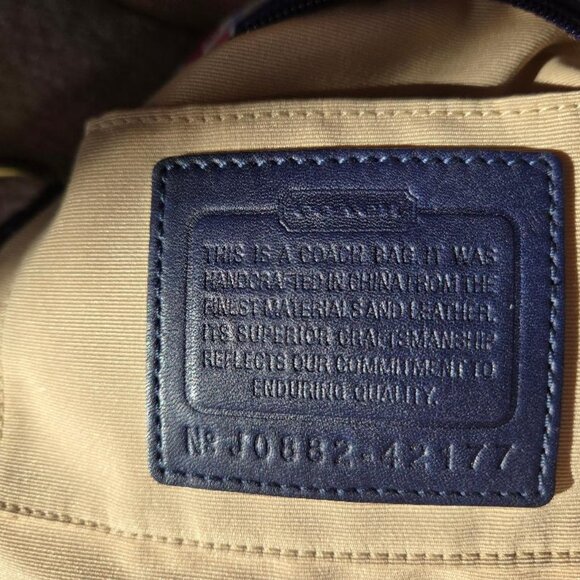 COACH
THIS IS A COACH BAG. IT WAS
HANDCRAFTED IN CHINA FROM THE
FINEST MATERIALS AND LEATHER.
ITS SUPERIOR CRAFTSMANSHIP
REFLECTS OUR COMMITMENT TO
ENDURING QUALITY.
No J0882-42177